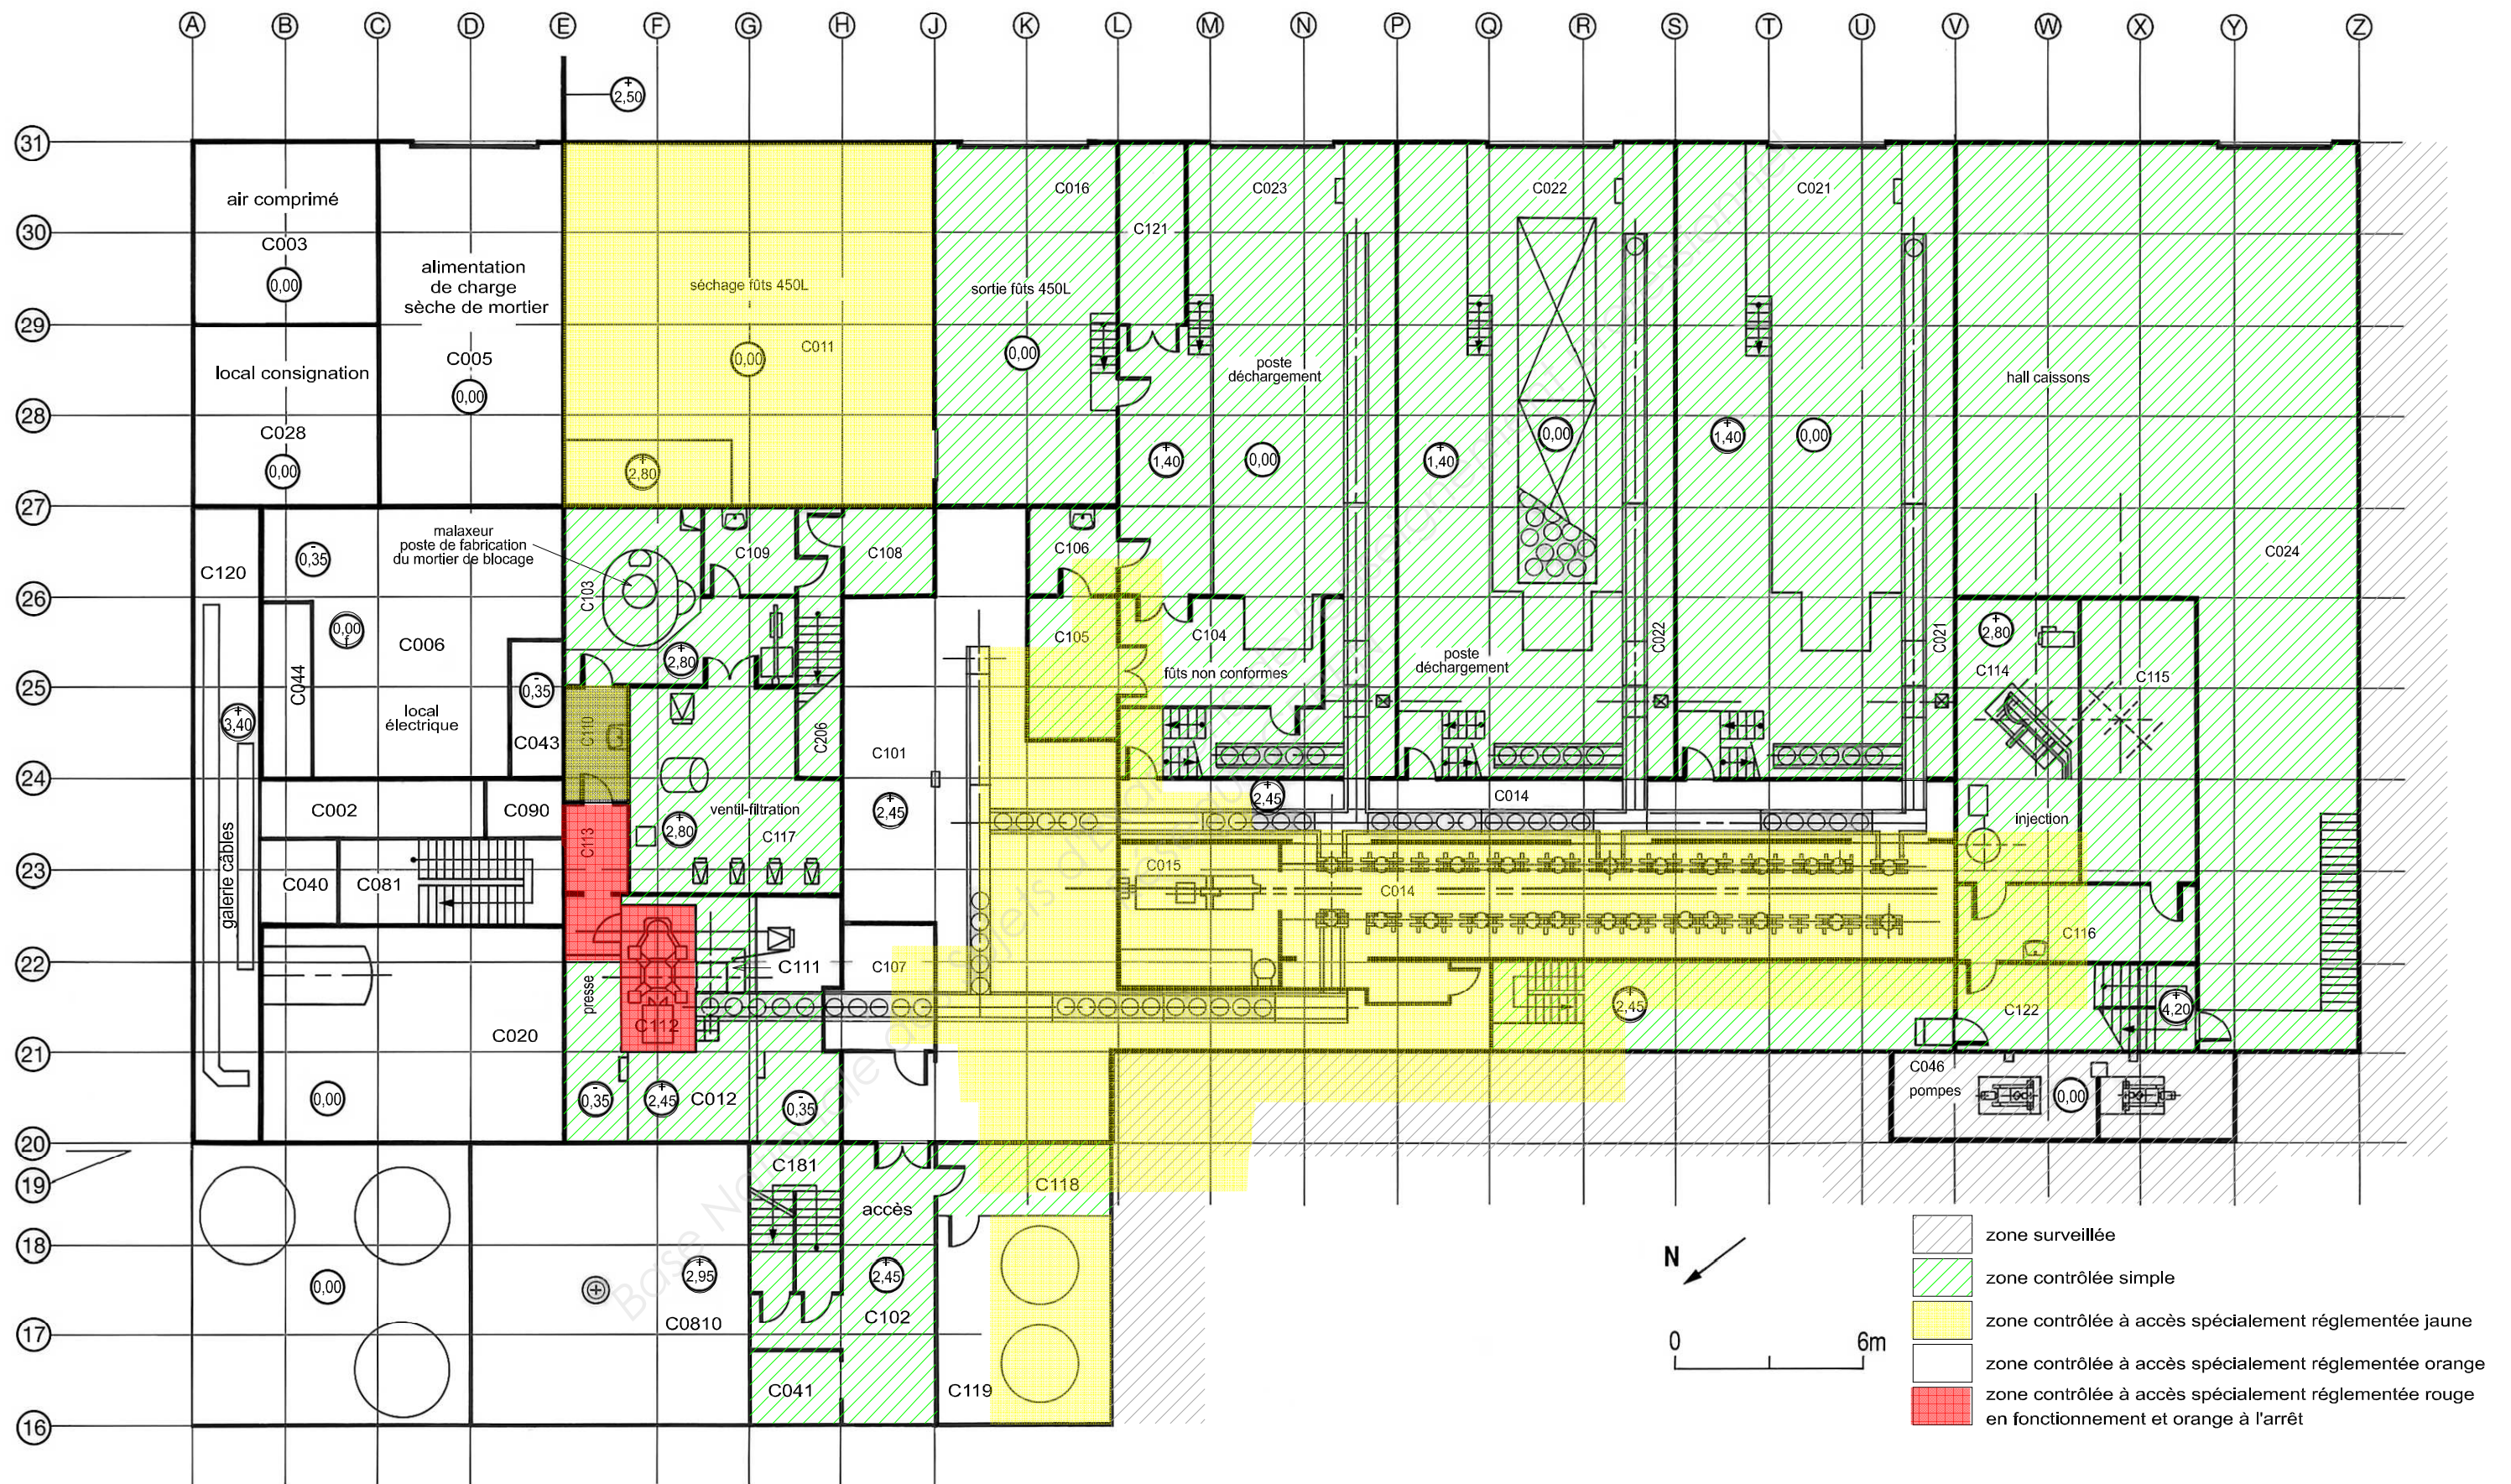 A B C D E F G H J K L M N P Q R S T U V W X Y Z
+
2,50
31
30
29
28
27
26
25
24
23
22
21
20
19
18
17
16
air comprimé
C003
0,00
alimentation
de charge
sèche de mortier
C005
0,00
local consignation
C028
0,00
séchage fûts 450L
C011
0,00
+
2,80
C016
sortie fûts 450L
0,00
C121
C023
poste
déchargement
+
1,40
0,00
C022
+
1,40
0,00
C021
+
1,40
0,00
hall caissons
C024
C120
-
0,35
malaxeur
poste de fabrication
du mortier de blocage
0,00
f
C006
C044
local
électrique
-
0,35
C043
+
3,40
galerie câbles
C103
C109
C108
+
2,80
C110
C206
C106
C105
C104
fûts non conformes
poste
déchargement
C022
C021
+
2,80
C114
C115
C101
+
2,45
C002
C090
C040
C081
C113
ventil-filtration
+
2,80
C117
+
2,45
C014
injection
C015
C014
C111
C107
C116
C122
+
4,20
+
2,45
C020
0,00
presse
C112
-
0,35
+
2,45
C012
-
0,35
C046
pompes
0,00
C181
accès
C118
0,00
+
2,95
C0810
+
2,45
C102
C041
C119
N
0
6m
zone surveillée
zone contrôlée simple
zone contrôlée à accès spécialement réglementée jaune
zone contrôlée à accès spécialement réglementée orange
zone contrôlée à accès spécialement réglementée rouge
en fonctionnement et orange à l'arrêt